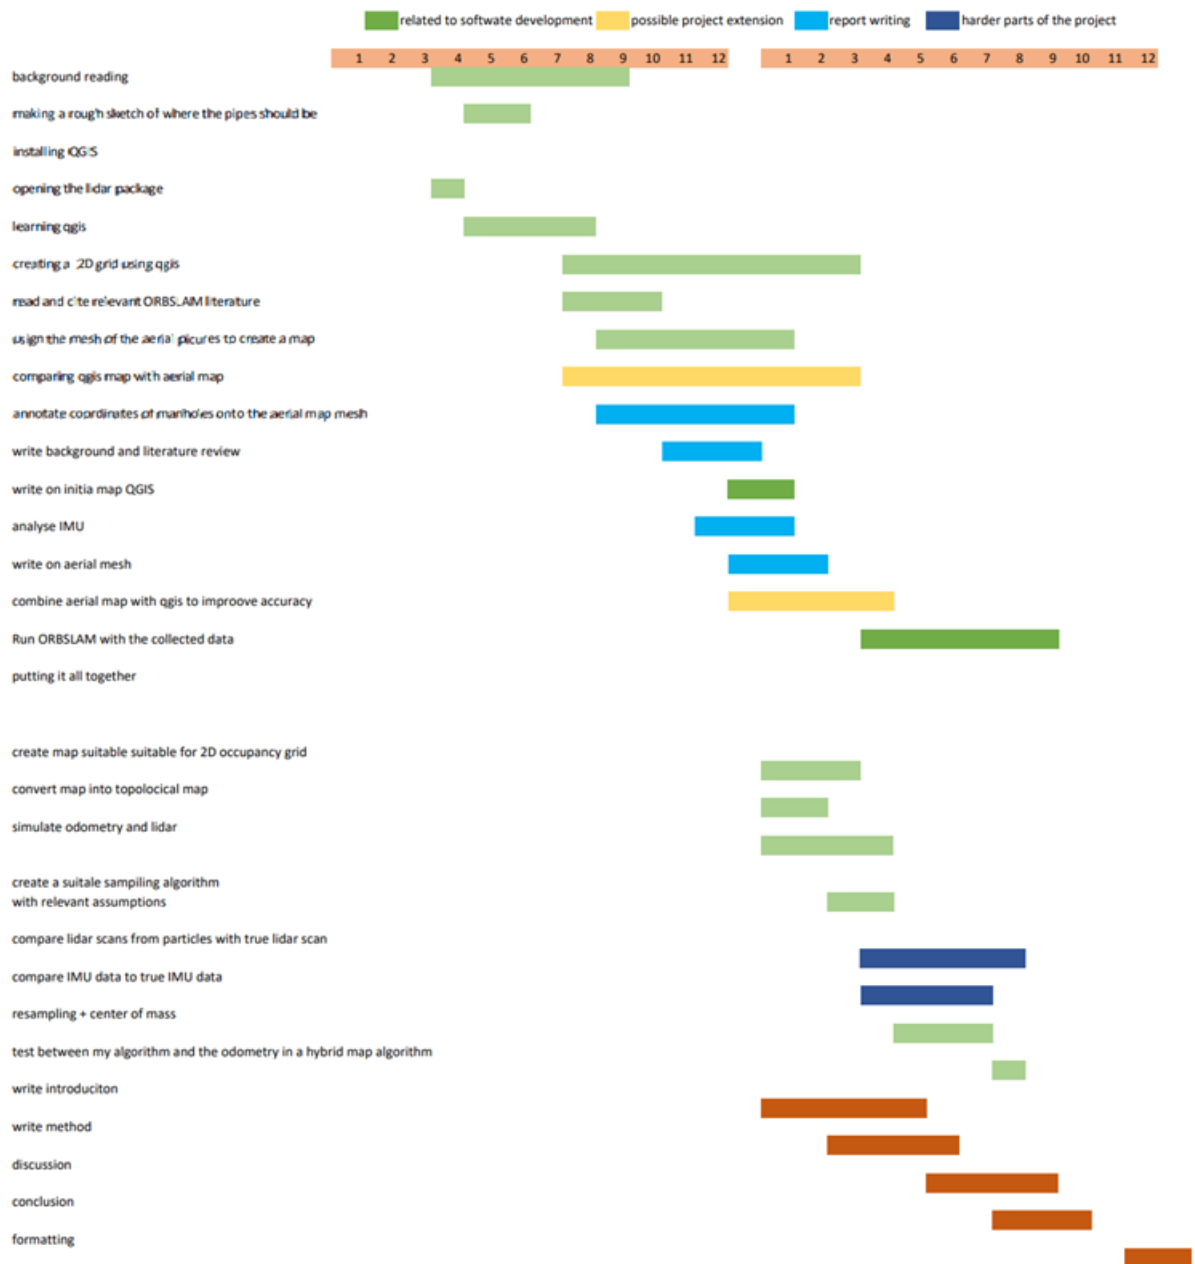 related to softwate development possible project extension report writing harder parts of the project
1 2 3 4 5 6 7 8 9 10 11 12 1 2 3 4 5 6 7 8 9 10 11 12
background reading
making a rough sketch of where the pipes should be
installing QGIS
opening the lidar package
learning qgis
creating a 2D grid using qgis
read and cite relevant ORBSLAM literature
usign the mesh of the aerial picures to create a map
comparing qgis map with aerial map
annotate coordinates of manholes onto the aerial map mesh
write background and literature review
write on initia map QGIS
analyse IMU
write on aerial mesh
combine aerial map with qgis to improove accuracy
Run ORBSLAM with the collected data
putting it all together
create map suitable suitable for 2D occupancy grid
convert map into topolocical map
simulate odometry and lidar
create a suitale sampiling algorithm
with relevant assumptions
compare lidar scans from particles with true lidar scan
compare IMU data to true IMU data
resampling + center of mass
test between my algorithm and the odometry in a hybrid map algorithm
write introduciton
write method
discussion
conclusion
formatting